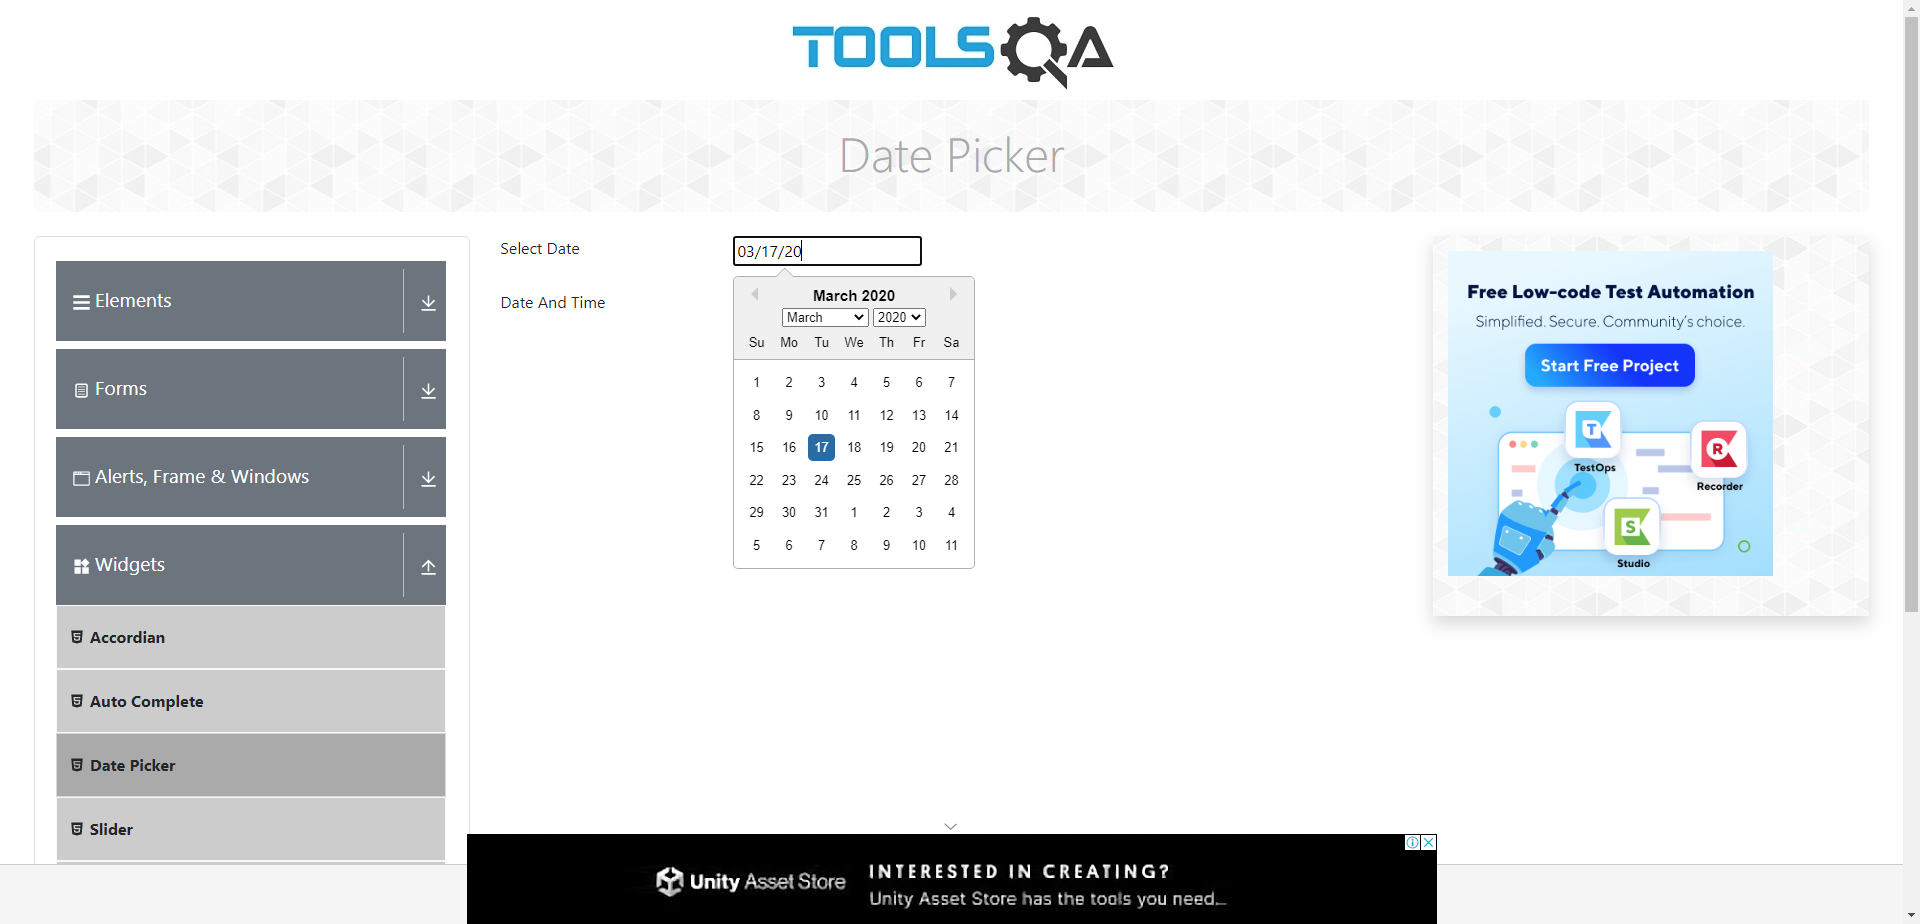 TOOLSQA
Date Picker
Elements
Forms
Alerts, Frame & Windows
Widgets
Accordian
Auto Complete
Date Picker
Slider
Select Date
03/17/20
Date And Time
March 2020
March 2020
Su Mo Tu We Th Fr Sa
1 2 3 4 5 6 7
8 9 10 11 12 13 14
15 16 17 18 19 20 21
22 23 24 25 26 27 28
29 30 31 1 2 3 4
5 6 7 8 9 10 11
Free Low-code Test Automation
Simplified. Secure. Community's choice.
Start Free Project
T
TestOps
R
Recorder
S
Studio
Unity Asset Store
INTERESTED IN CREATING?
Unity Asset Store has the tools you need...